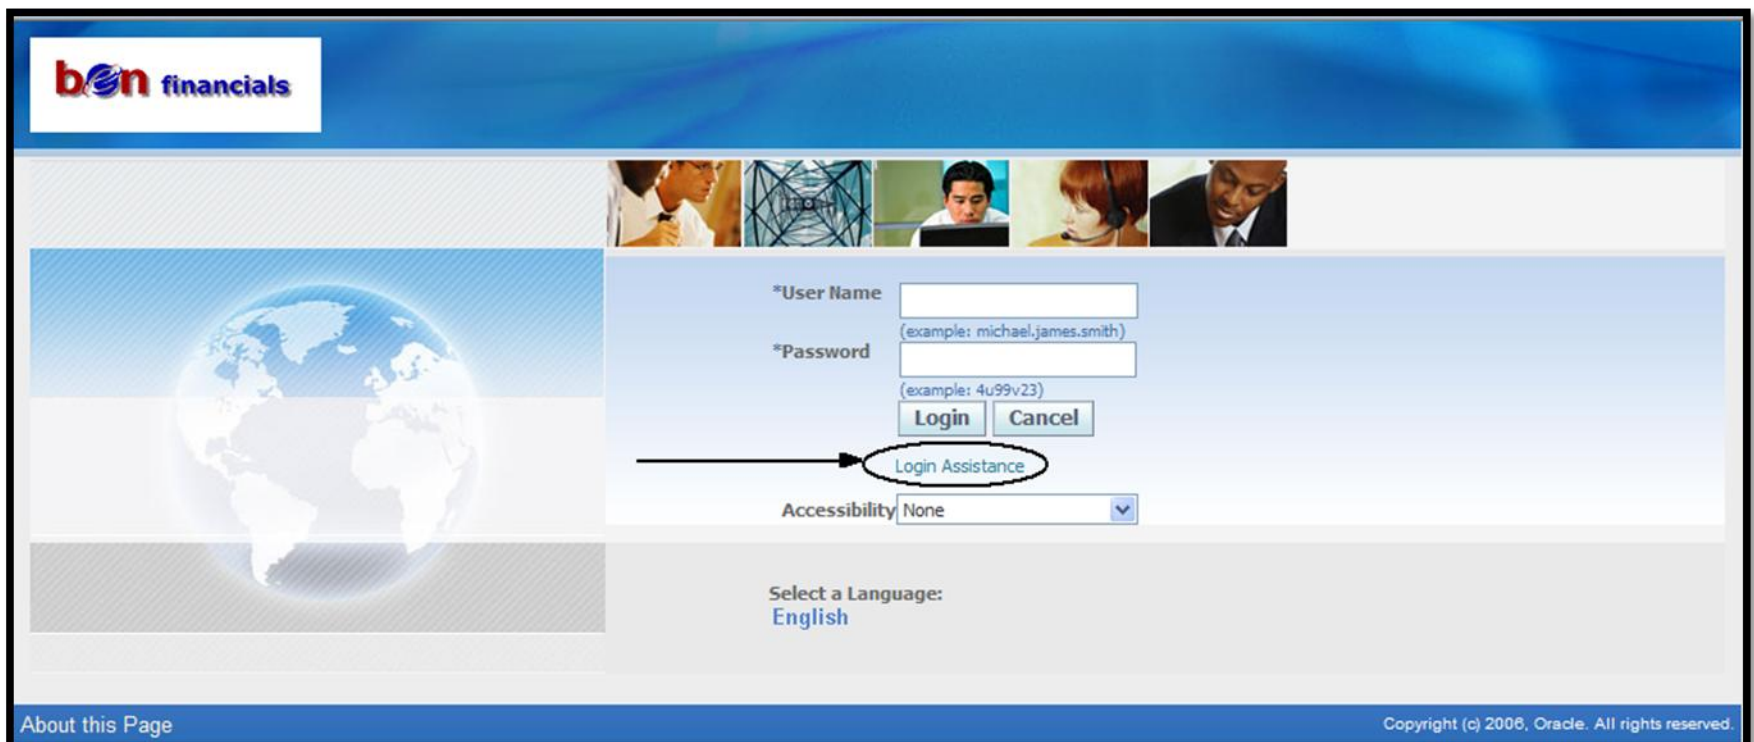 ben financials
*User Name
(example: michael.james.smith)
*Password
(example: 4u99v23)
Login Cancel
Login Assistance
Accessibility None
Select a Language:
English
About this Page Copyright (c) 2006, Oracle. All rights reserved.